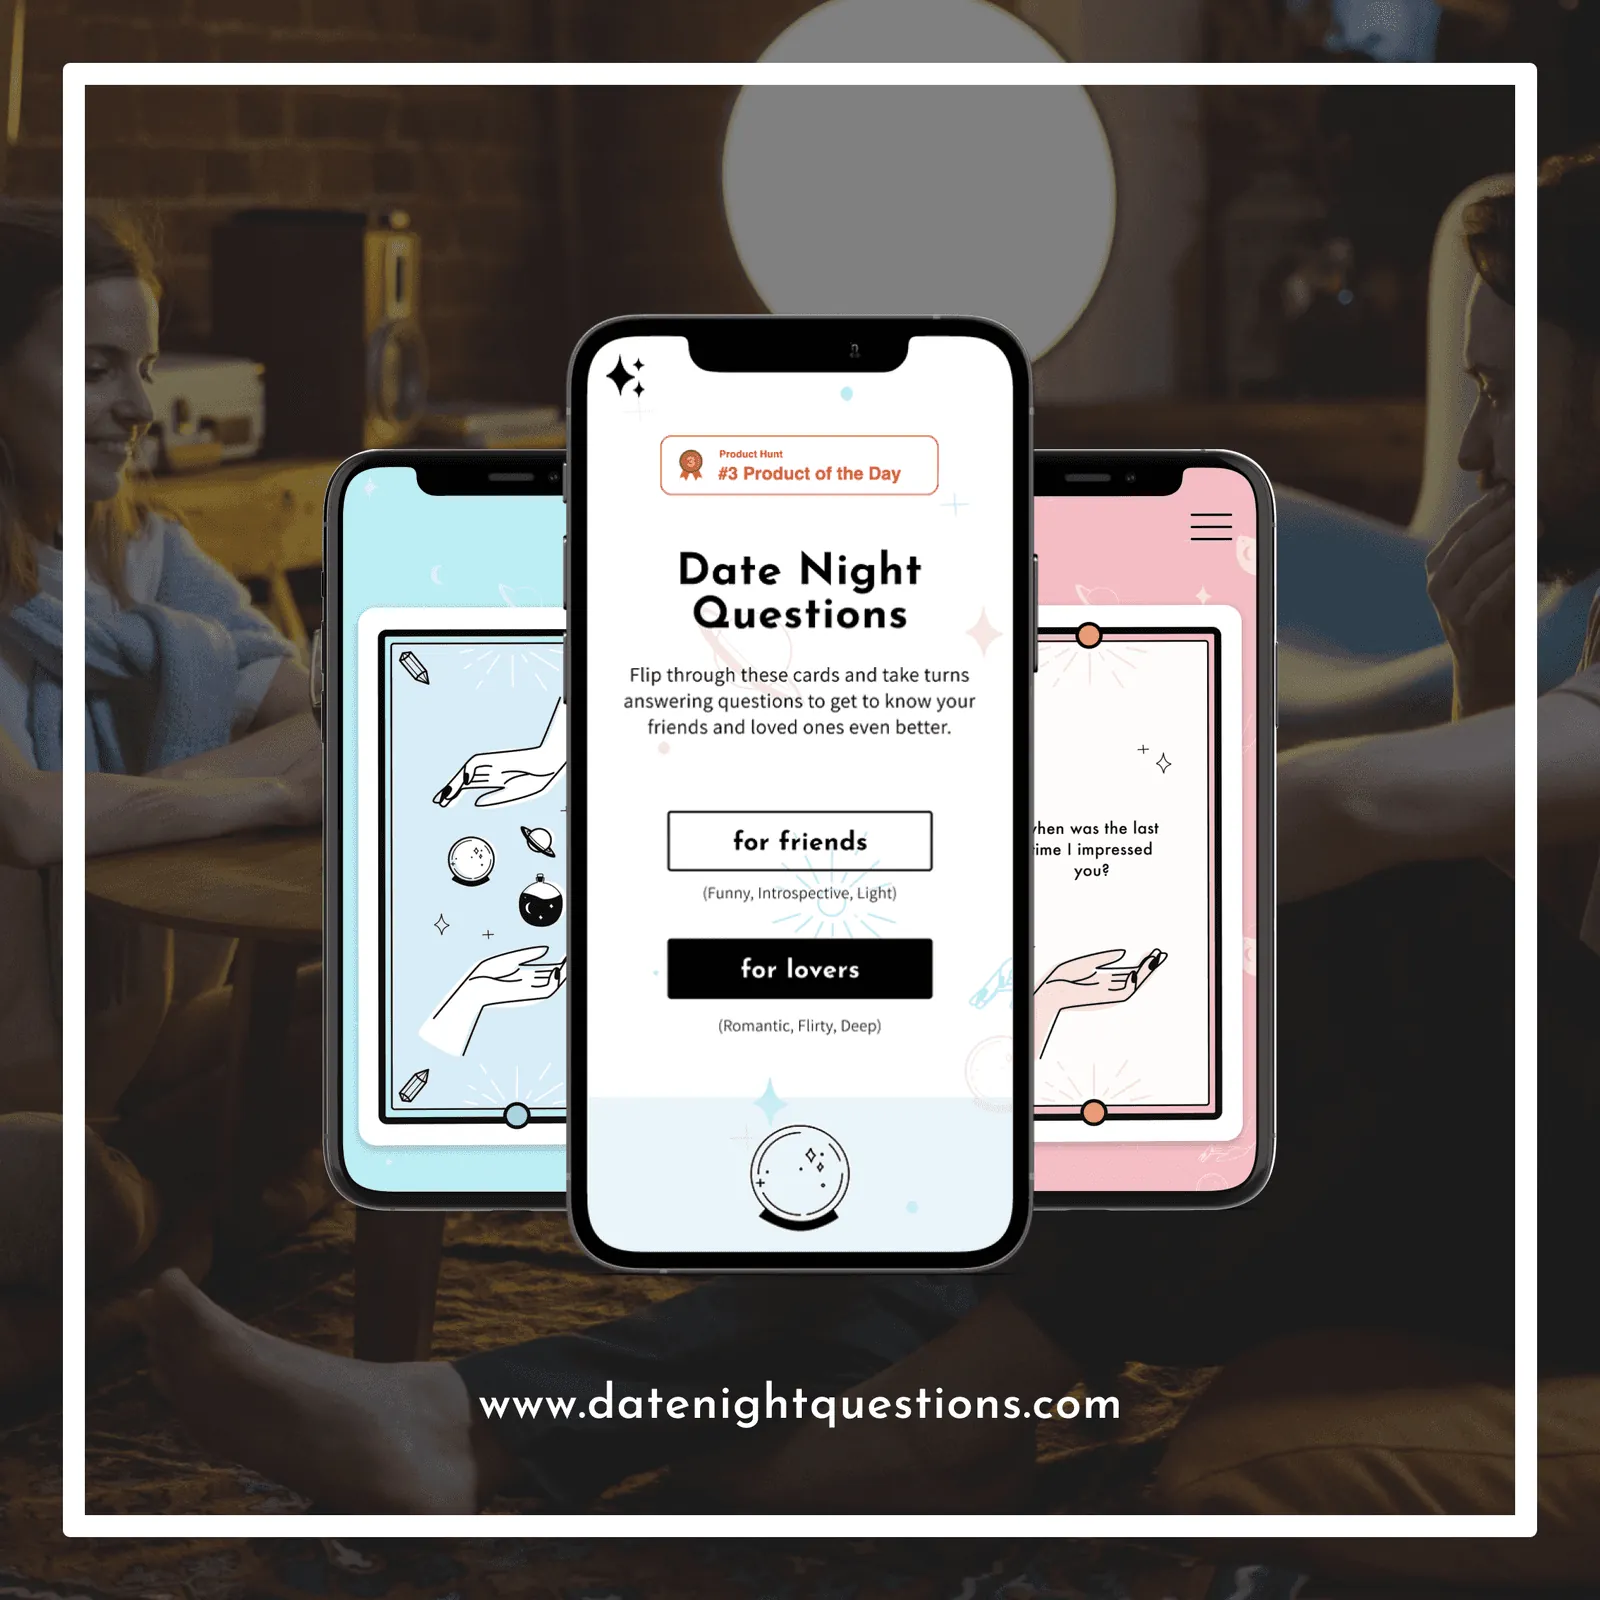 Product Hunt
#3 Product of the Day
Date Night
Questions
Flip through these cards and take turns
answering questions to get to know your
friends and loved ones even better.
for friends
(Funny, Introspective, Light)
for lovers
(Romantic, Flirty, Deep)
was the last
I impressed
you?
www.datenightquestions.com